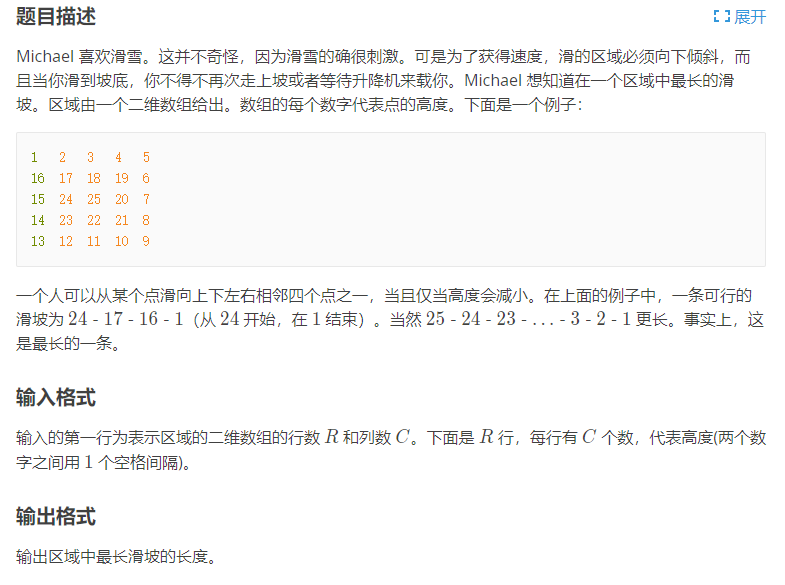 题目描述
展开
Michael 喜欢滑雪。这并不奇怪，因为滑雪的确很刺激。可是为了获得速度，滑的区域必须向下倾斜，而
且当你滑到坡底，你不得不再次走上坡或者等待升降机来载你。Michael 想知道在一个区域中最长的滑
坡。区域由一个二维数组给出。数组的每个数字代表点的高度。下面是一个例子：
1 2 3 4 5
16 17 18 19 6
15 24 25 20 7
14 23 22 21 8
13 12 11 10 9
一个人可以从某个点滑向上下左右相邻四个点之一，当且仅当高度会减小。在上面的例子中，一条可行的
滑坡为 24 - 17 - 16 - 1（从 24 开始，在 1 结束）。当然 25 - 24 - 23 - … - 3 - 2 - 1 更长。事实上，这
是最长的一条。
输入格式
输入的第一行为表示区域的二维数组的行数 R 和列数 C。下面是 R 行，每行有 C 个数，代表高度(两个数
字之间用 1 个空格间隔)。
输出格式
输出区域中最长滑坡的长度。